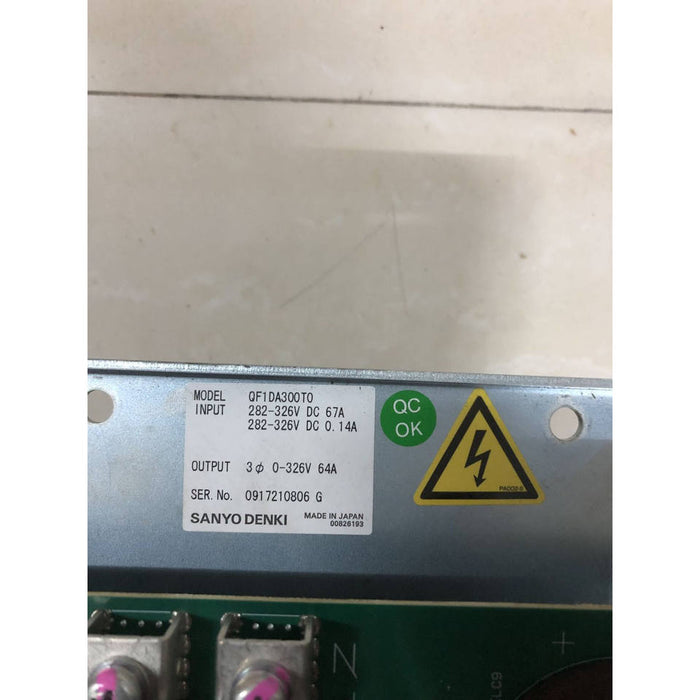 MODEL QF1DA300T0
INPUT 282-326V DC 67A
282-326V DC 0.14A
OUTPUT 3φ 0-326V 64A
SER. No. 0917210806 G
SANYO DENKI MADE IN JAPAN
00826193
QC
OK
N
+